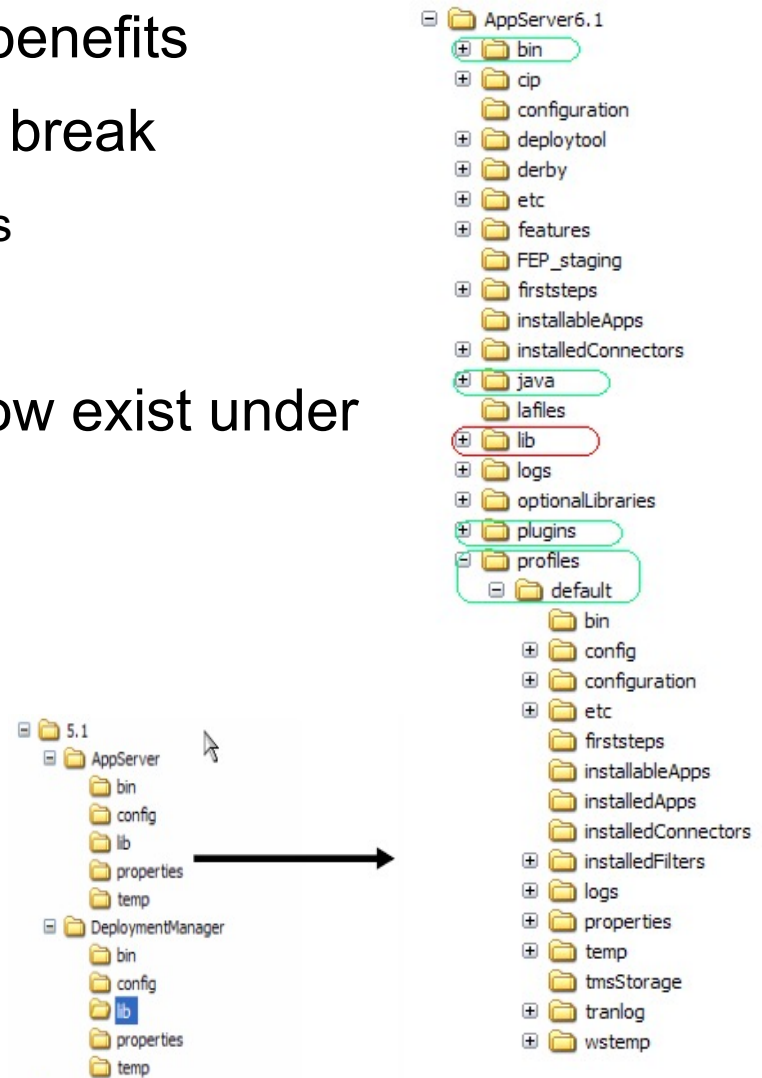 benefits
break
s
ow exist under
AppServer6.1
bin
cip
configuration
deploytool
derby
etc
features
FEP_staging
firststeps
installableApps
installedConnectors
java
lafiles
lib
logs
optionalLibraries
plugins
profiles
default
bin
config
configuration
etc
firststeps
installableApps
installedApps
installedConnectors
installedFilters
logs
properties
temp
tmsStorage
tranlog
wstemp
5.1
AppServer
bin
config
lib
properties
temp
DeploymentManager
bin
config
lib
properties
temp